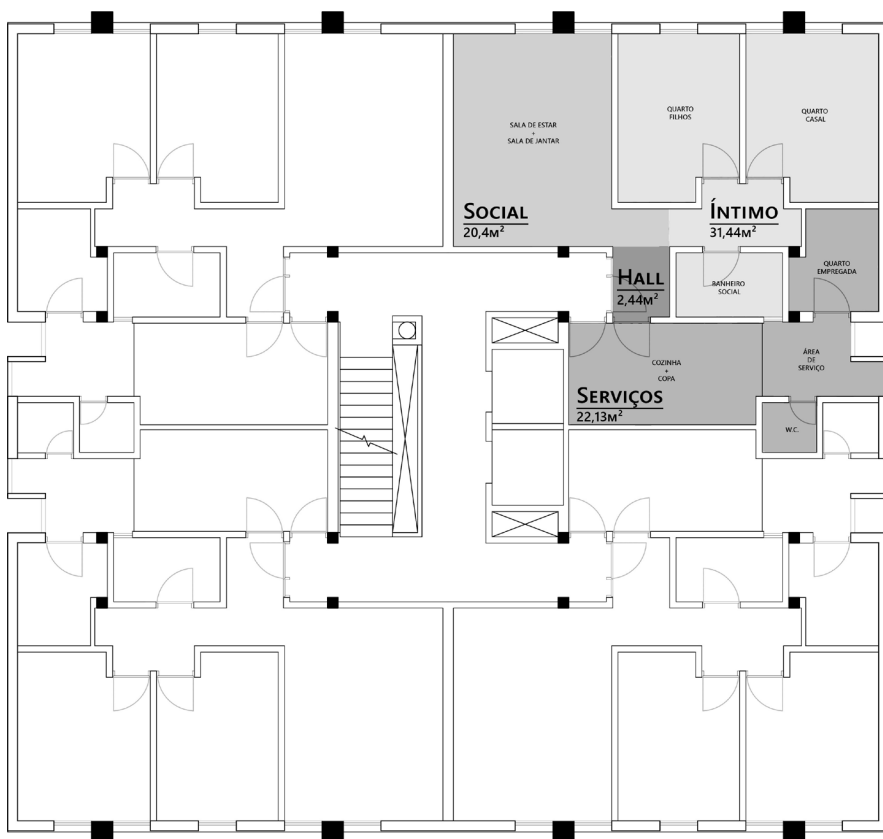 SALA DE ESTAR
+
SALA DE JANTAR
QUARTO
FILHOS
QUARTO
CASAL
SOCIAL
20,4M²
ÍNTIMO
31,44M²
HALL
2,44M²
BANHEIRO
SOCIAL
QUARTO
EMPREGADA
COZINHA
+
COPA
ÁREA
DE
SERVIÇO
SERVIÇOS
22,13M²
W.C.